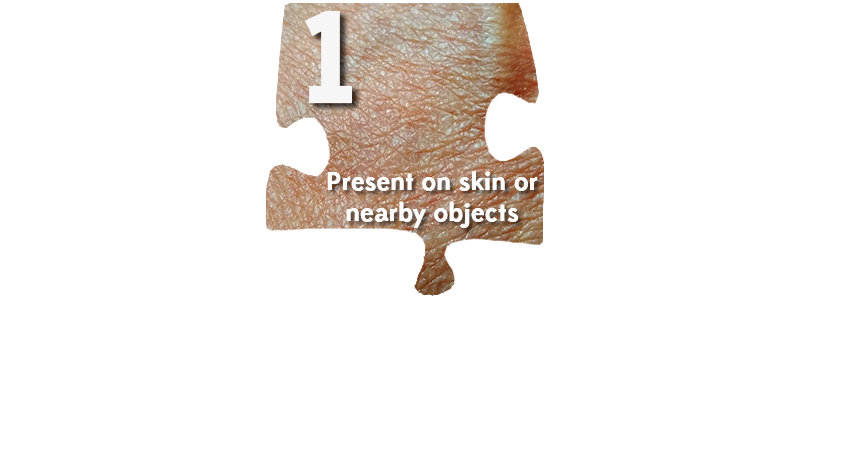 1
Present on skin or
nearby objects